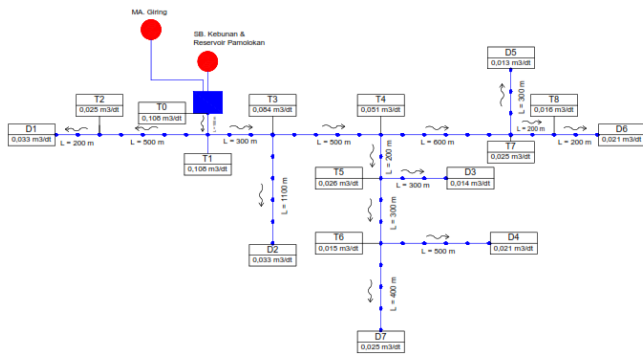 MA. Giring
SB. Kebunan &
Reservoir Pamolokan
D5
0,013 m3/dt
L = 300 m
T2
0,025 m3/dt
T0
0,106 m3/dt
T3
0,084 m3/dt
T4
0,051 m3/dt
T8
0,016 m3/dt
D1
0,033 m3/dt
L = 200 m
L = 500 m
L = 300 m
L = 500 m
L = 600 m
L = 200 m
L = 200 m
D6
0,021 m3/dt
T1
0,106 m3/dt
T7
0,025 m3/dt
L = 200 m
T5
0,026 m3/dt
L = 300 m
D3
0,014 m3/dt
L = 1100 m
L = 300 m
D2
0,033 m3/dt
T6
0,015 m3/dt
L = 500 m
D4
0,021 m3/dt
L = 400 m
D7
0,025 m3/dt